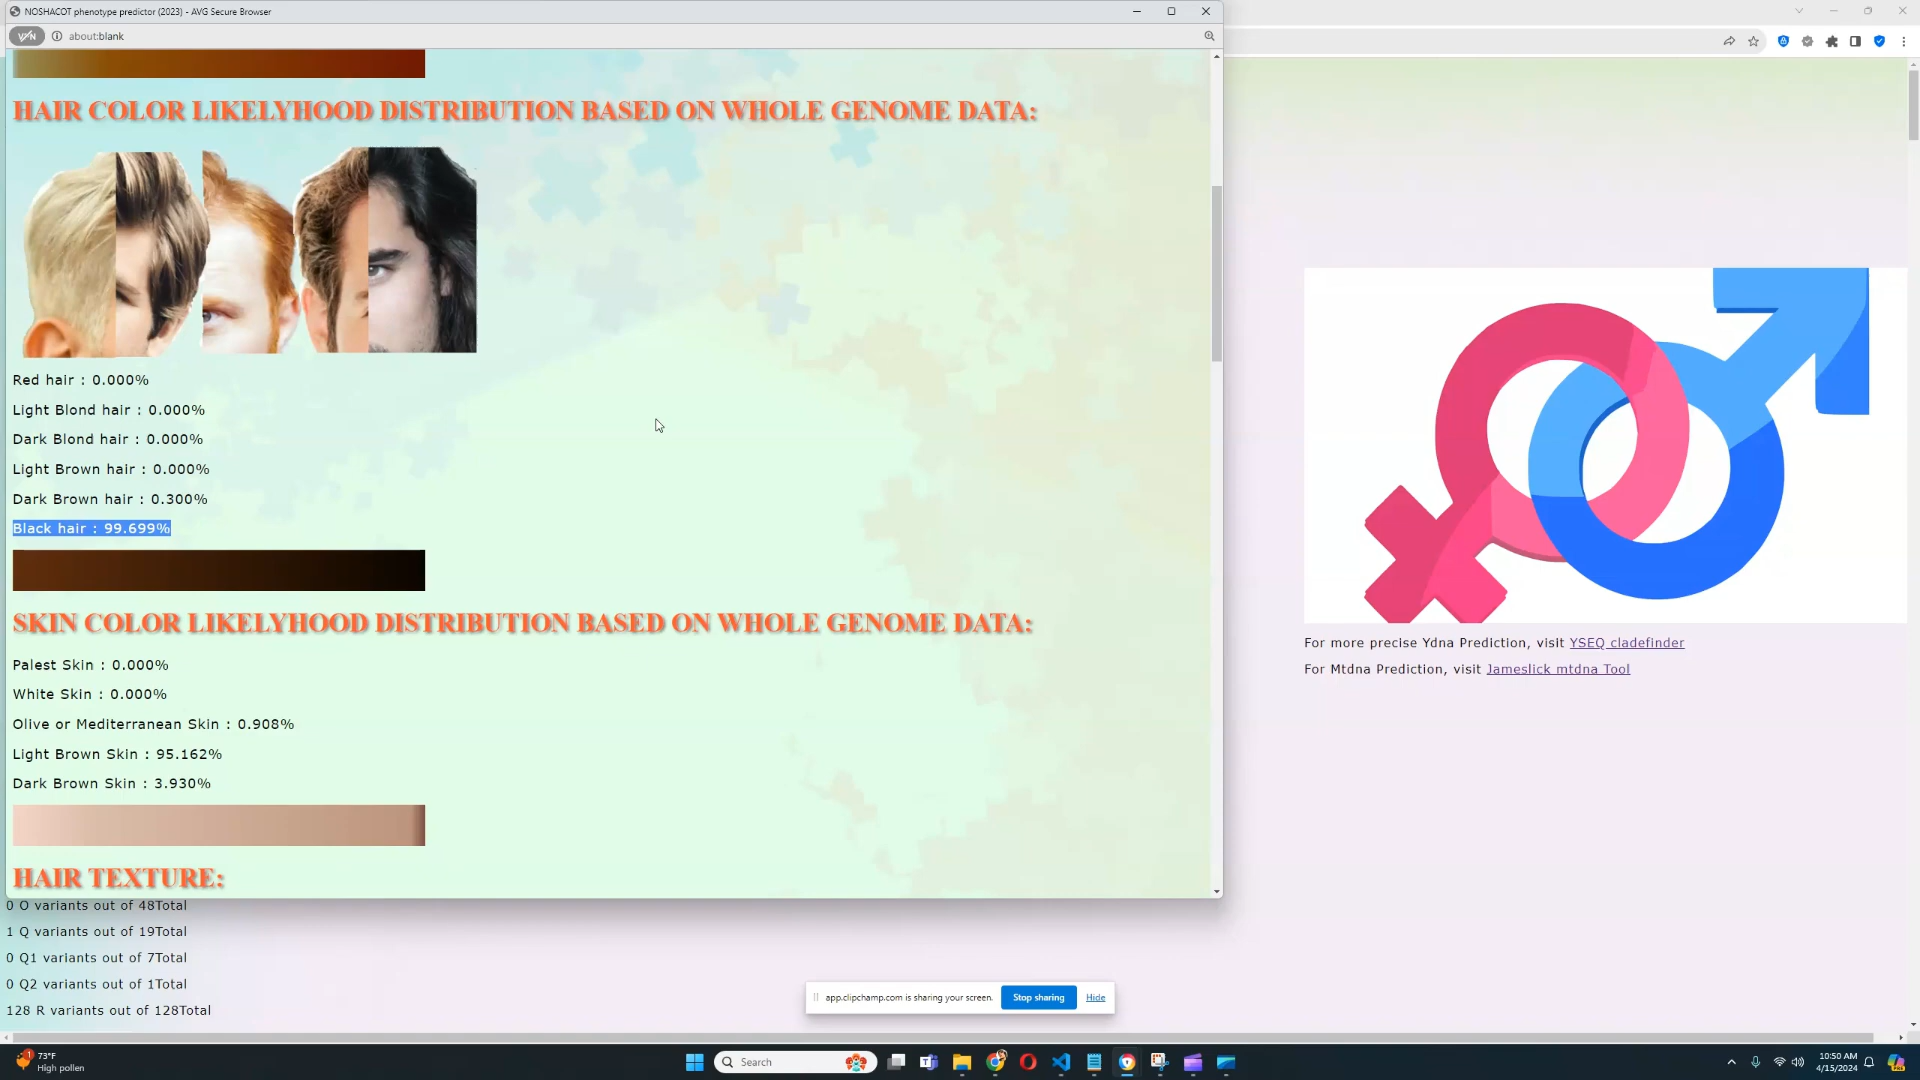 NOSHACOT phenotype predictor (2023) - AVG Secure Browser
VPN
about:blank
HAIR COLOR LIKELYHOOD DISTRIBUTION BASED ON WHOLE GENOME DATA:
Red hair : 0.000%
Light Blond hair : 0.000%
Dark Blond hair : 0.000%
Light Brown hair : 0.000%
Dark Brown hair : 0.300%
Black hair : 99.699%
SKIN COLOR LIKELYHOOD DISTRIBUTION BASED ON WHOLE GENOME DATA:
Palest Skin : 0.000%
White Skin : 0.000%
Olive or Mediterranean Skin : 0.908%
Light Brown Skin : 95.162%
Dark Brown Skin : 3.930%
HAIR TEXTURE:
For more precise Ydna Prediction, visit YSEQ cladefinder
For Mtdna Prediction, visit Jameslick mtdna Tool
0 O variants out of 48Total
1 Q variants out of 19Total
0 Q1 variants out of 7Total
0 Q2 variants out of 1Total
128 R variants out of 128Total
app.clipchamp.com is sharing your screen.
Stop sharing
Hide
1
73°F
High pollen
Search
10:50 AM
4/15/2024